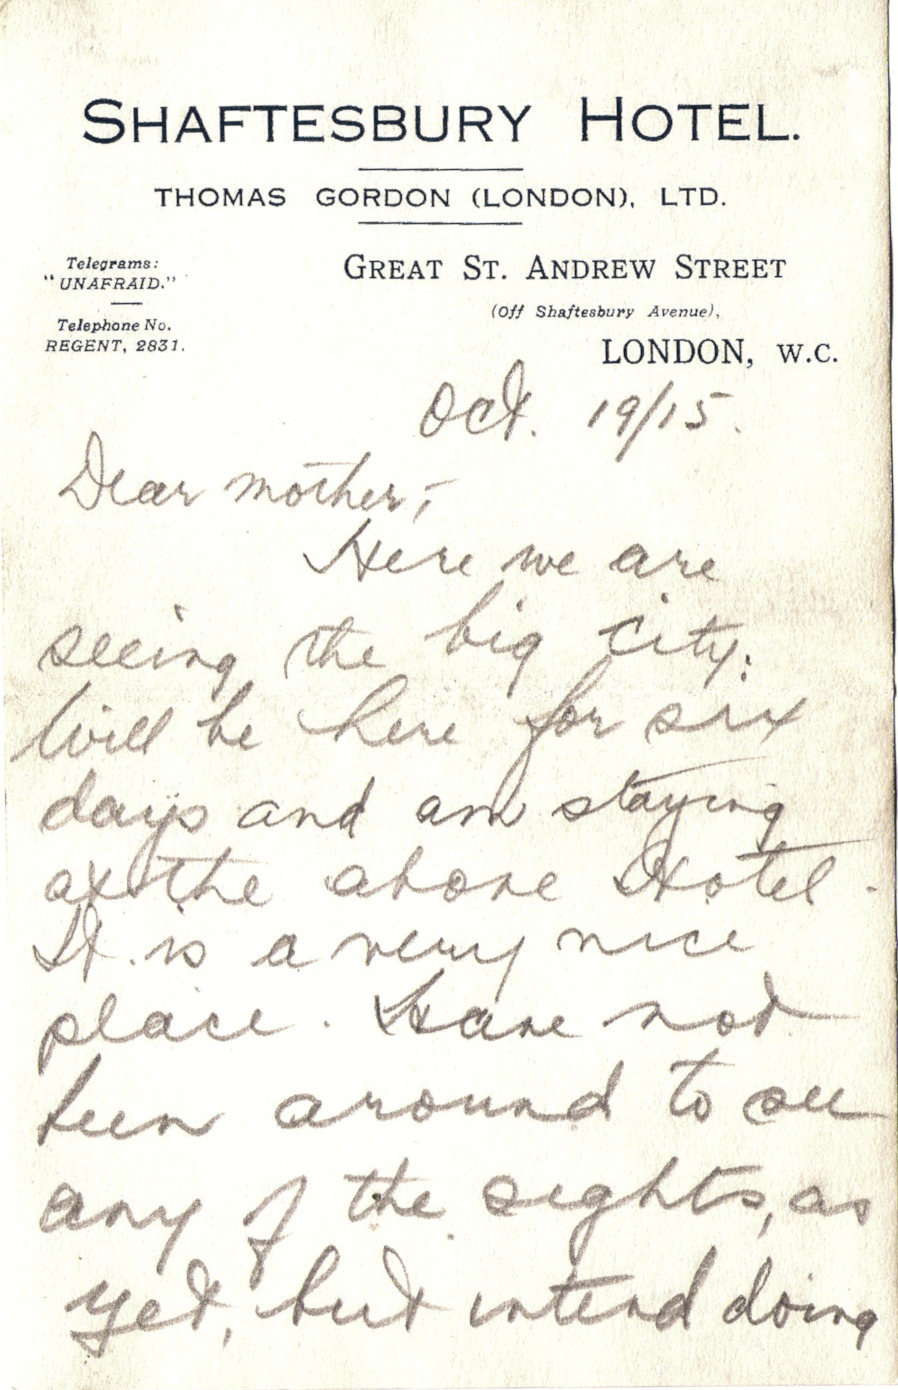 SHAFTESBURY HOTEL.
THOMAS GORDON (LONDON), LTD.
Telegrams:
"UNAFRAID."
Telephone No.
REGENT, 2831.
GREAT ST. ANDREW STREET
(Off Shaftesbury Avenue),
LONDON, W.C.
Oct. 19/15.
Dear mother,-
Here we are
seeing the big city.
Will be here for six
days and am staying
at the above Hotel.
It is a very nice
place. Have not
been around to see
any of the sights, as
yet, but intend doing